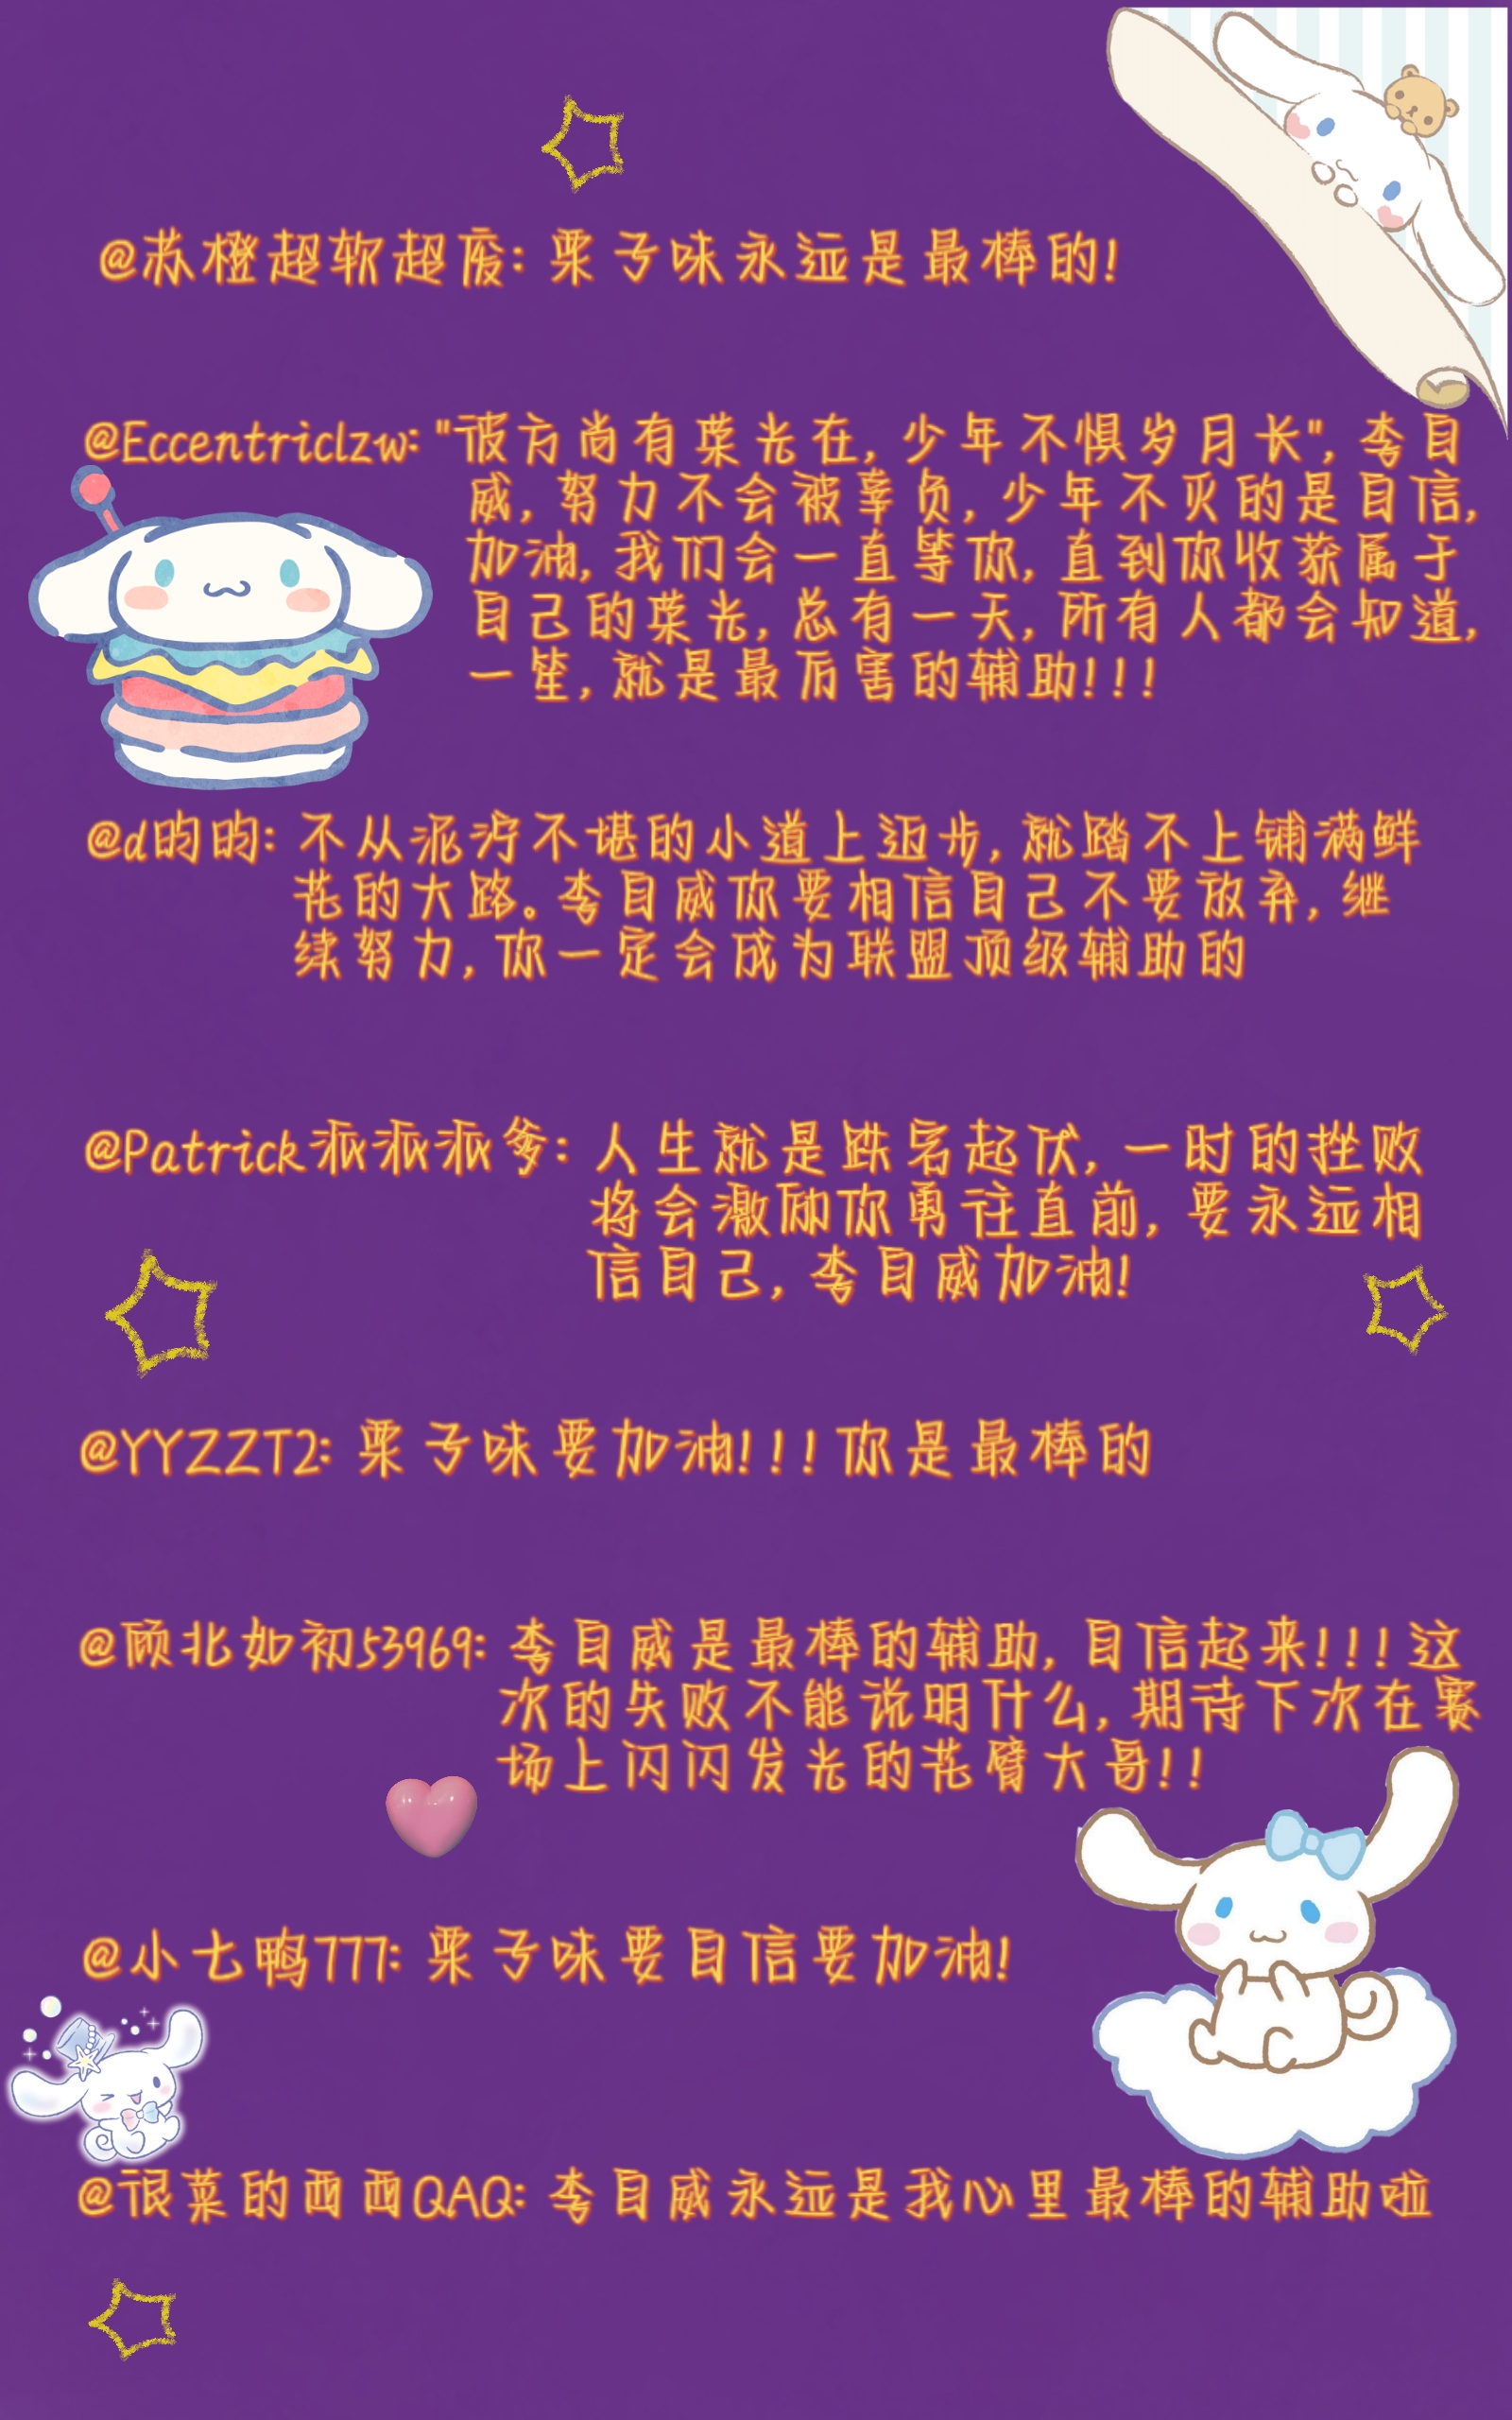 @苏橙超软超废: 栗子味永远是最棒的!
@Eccentriclzw: "彼方尚有荣光在, 少年不惧岁月长", 李自
威, 努力不会被辜负, 少年不灭的是自信,
加油, 我们会一直等你, 直到你收获属于
自己的荣光, 总有一天, 所有人都会知道,
一笙, 就是最厉害的辅助!!!
@d昀昀: 不从泥泞不堪的小道上迈步, 就踏不上铺满鲜
花的大路。李自威你要相信自己不要放弃, 继
续努力, 你一定会成为联盟顶级辅助的
@Patrick派派派爹: 人生就是跌宕起伏, 一时的挫败
将会激励你勇往直前, 要永远相
信自己, 李自威加油!
@YYZZT2: 栗子味要加油!!!你是最棒的
@顾北如初53969: 李自威是最棒的辅助, 自信起来!!!这
次的失败不能说明什么, 期待下次在赛
场上闪闪发光的花臂大哥!!
@小七鸭777: 栗子味要自信要加油!
@很菜的西西QAQ: 李自威永远是我心里最棒的辅助啦